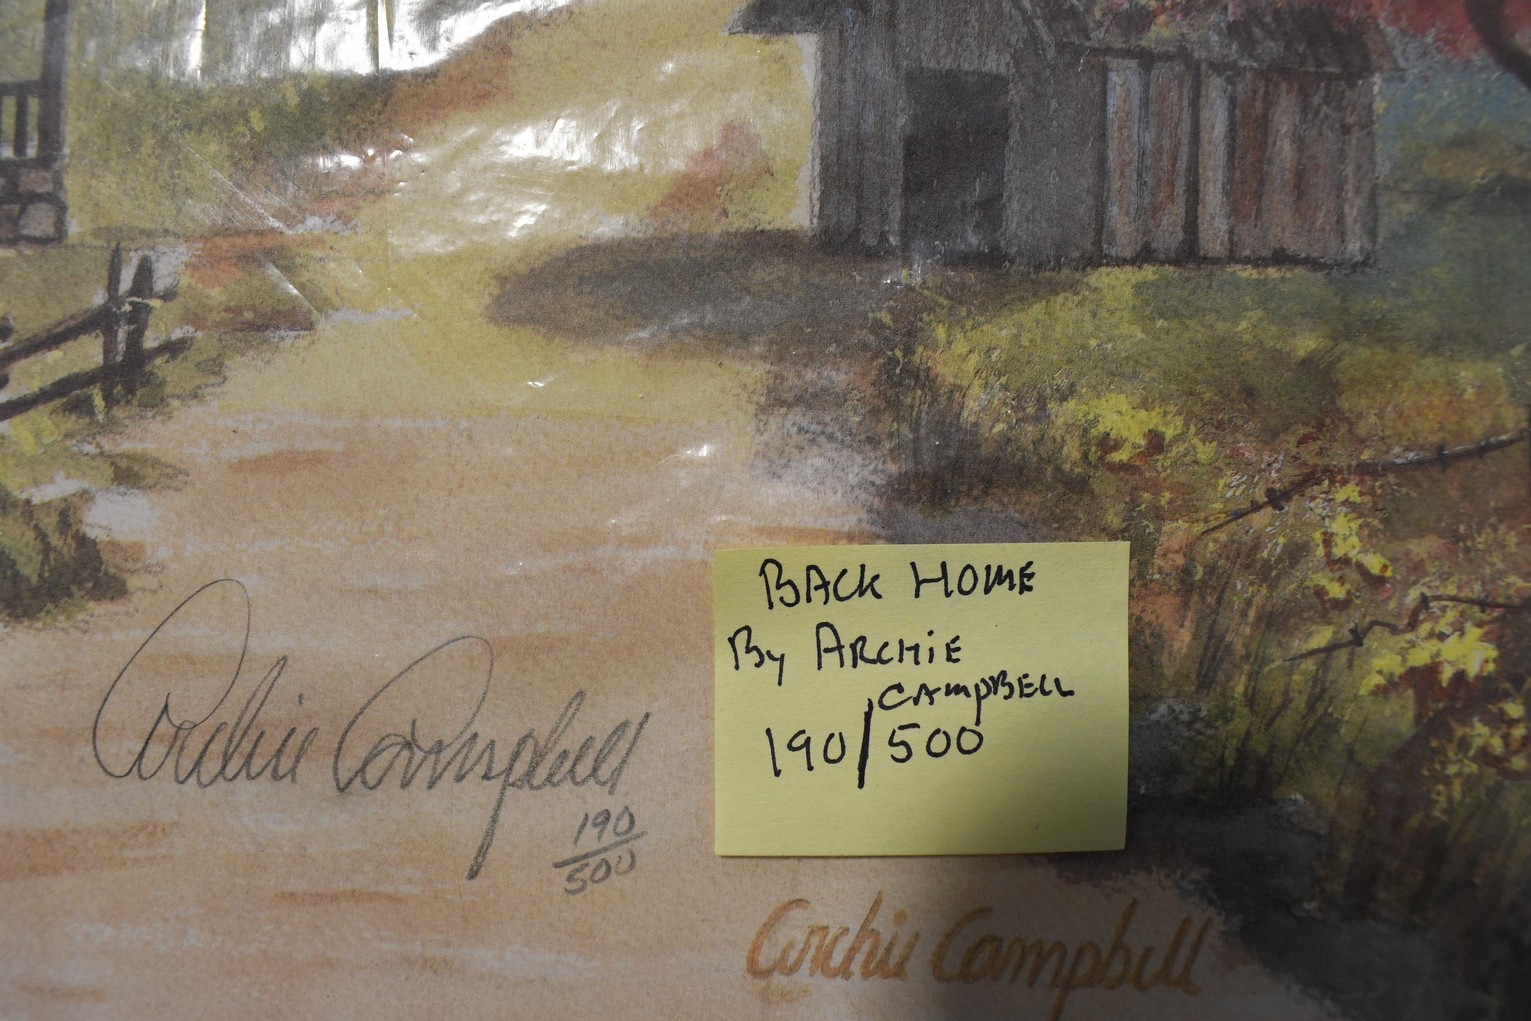 Archie Campbell
190/500
BACK HOME
By ARCHiE
CAMPBELL
190/500
Archie Campbell